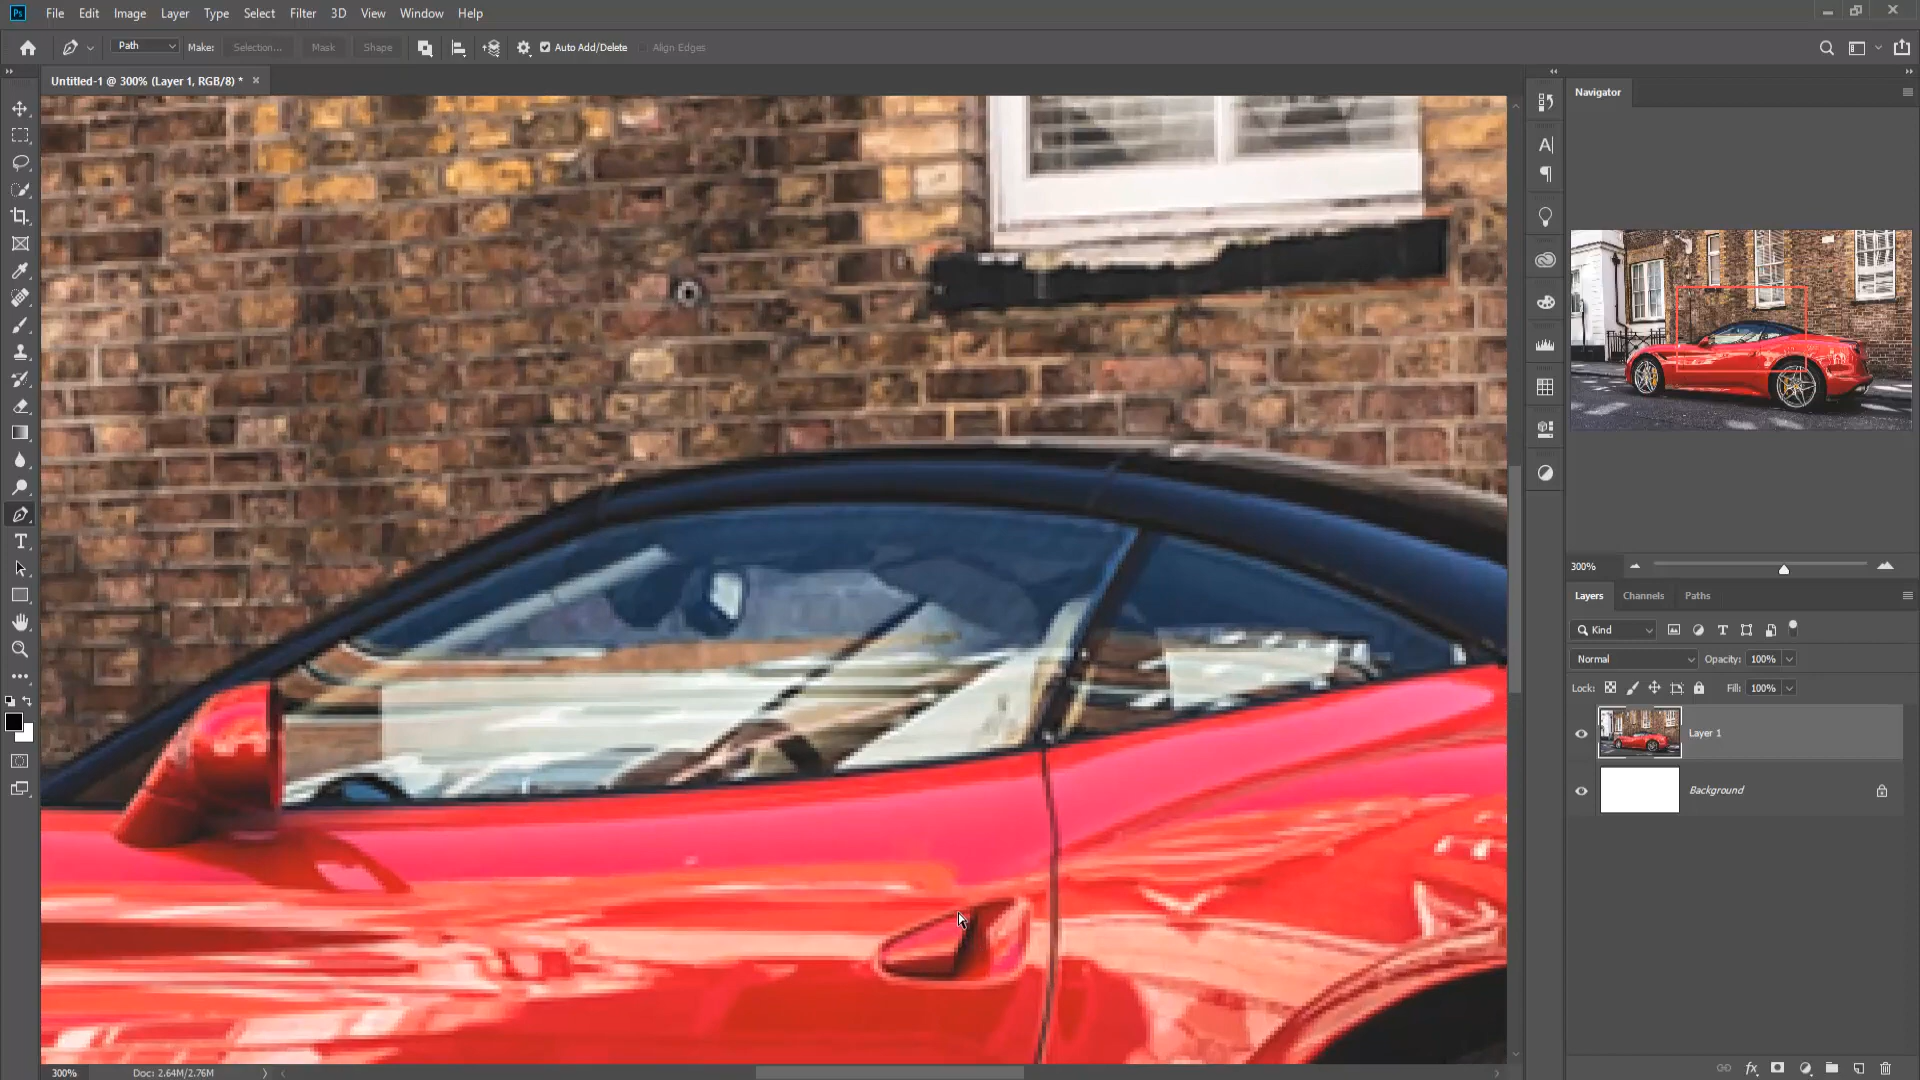 Ps File Edit Image Layer Type Select Filter 3D View Window Help
Path Make: Selection... Mask Shape Auto Add/Delete Align Edges
Untitled-1 @ 300% (Layer 1, RGB/8) *
Navigator
300%
Layers Channels Paths
Kind
Normal Opacity: 100%
Lock: Fill: 100%
Layer 1
Background
300% Doc: 2.64M/2.76M